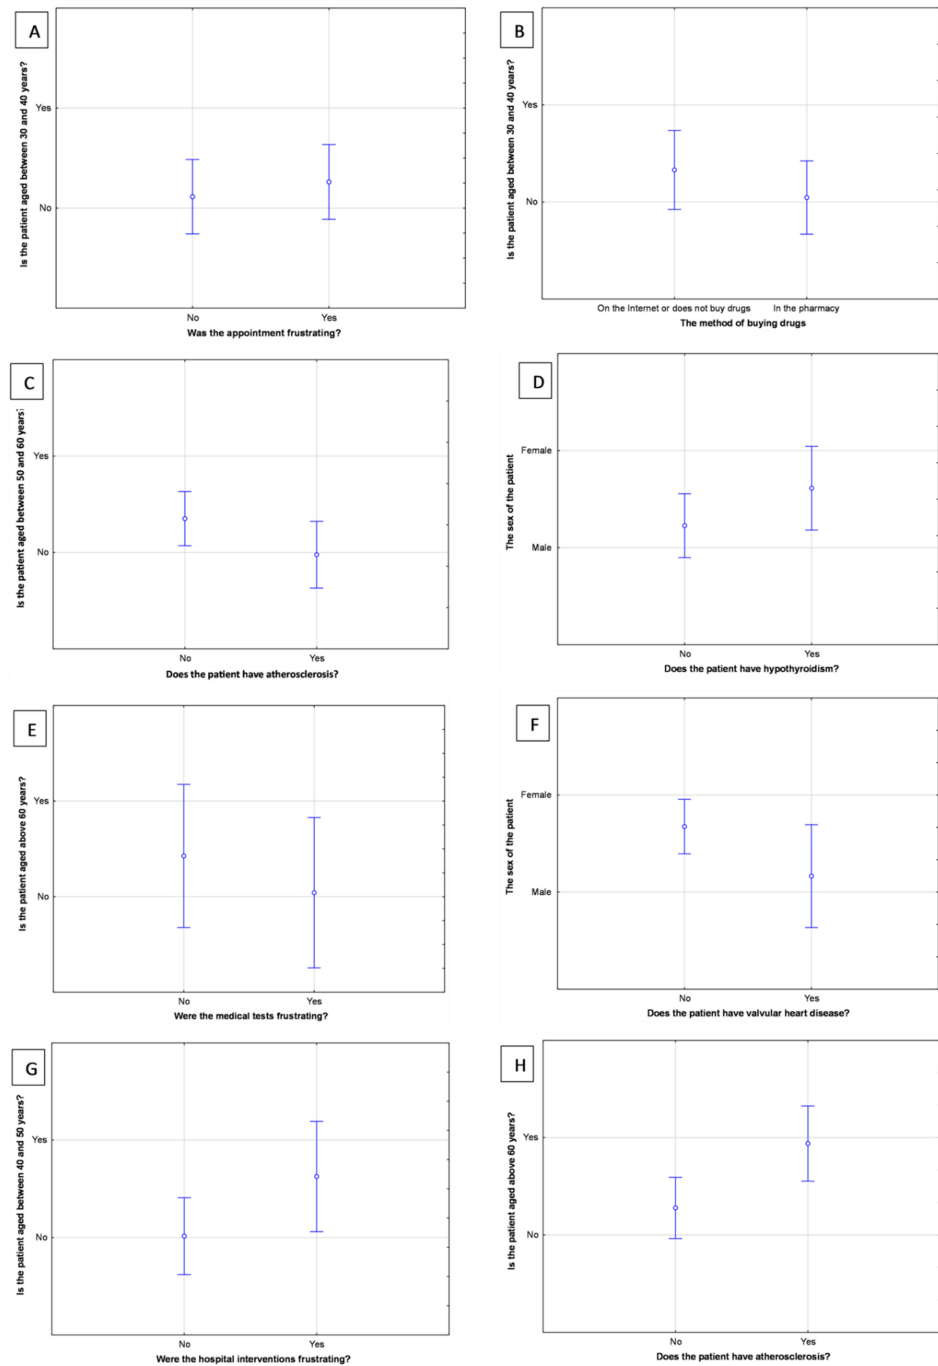 A
Is the patient aged between 30 and 40 years?
Yes
No
No
Yes
Was the appointment frustrating?
B
Is the patient aged between 30 and 40 years?
Yes
No
On the Internet or does not buy drugs
In the pharmacy
The method of buying drugs
C
Is the patient aged between 50 and 60 years
Yes
No
No
Yes
Does the patient have atherosclerosis?
D
The sex of the patient
Female
Male
No
Yes
Does the patient have hypothyroidism?
E
Is the patient aged above 60 years?
Yes
No
No
Yes
Were the medical tests frustrating?
F
The sex of the patient
Female
Male
No
Yes
Does the patient have valvular heart disease?
G
Is the patient aged between 40 and 50 years?
Yes
No
No
Yes
Were the hospital interventions frustrating?
H
Is the patient aged above 60 years?
Yes
No
No
Yes
Does the patient have atherosclerosis?